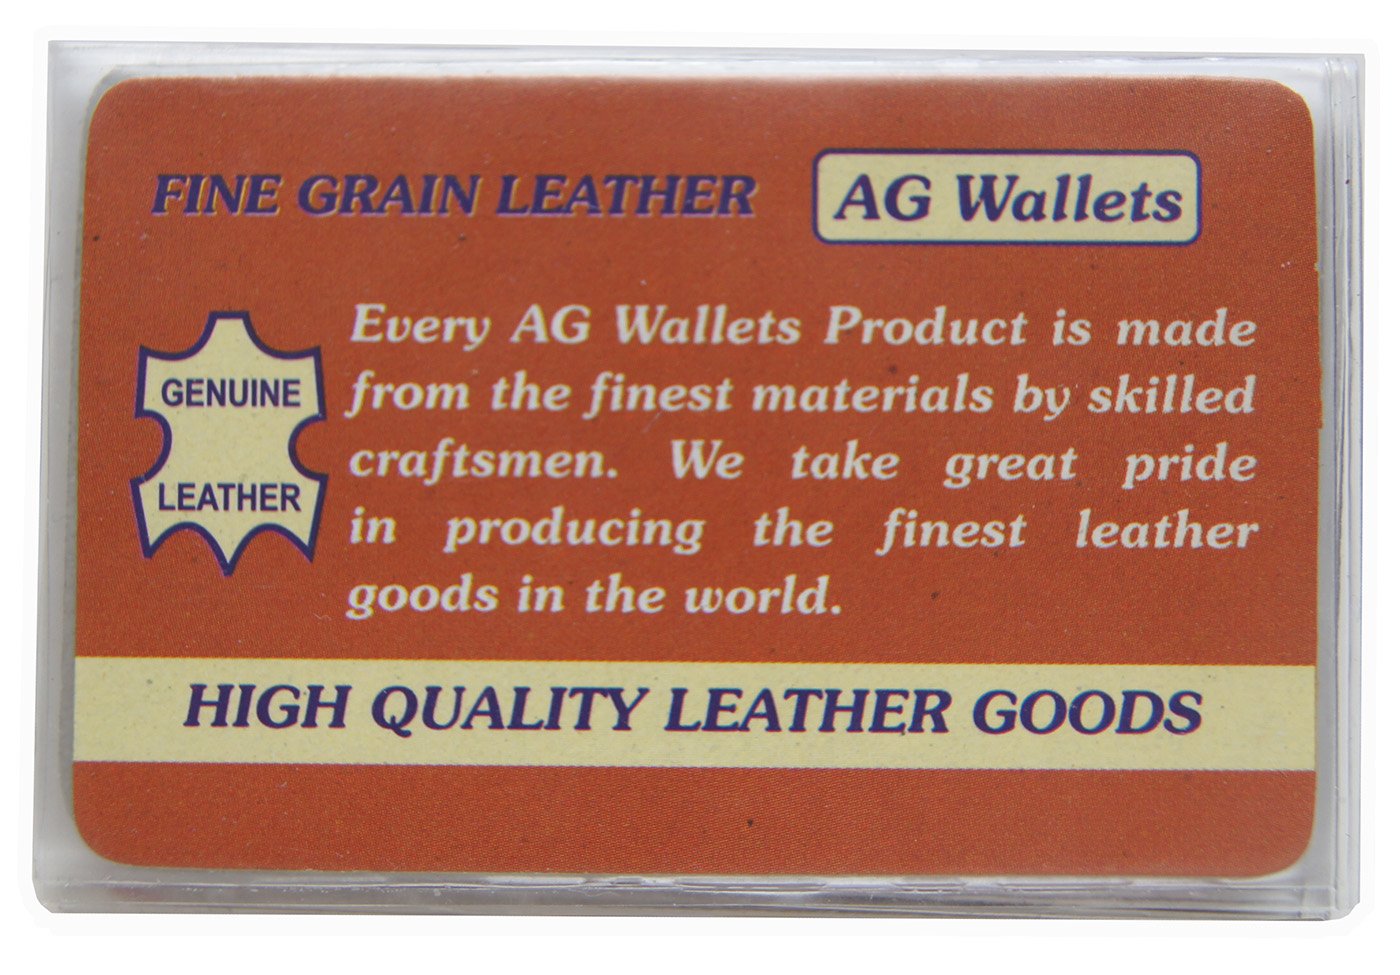 FINE GRAIN LEATHER
AG Wallets
GENUINE
LEATHER
Every AG Wallets Product is made
from the finest materials by skilled
craftsmen. We take great pride
in producing the finest leather
goods in the world.
HIGH QUALITY LEATHER GOODS